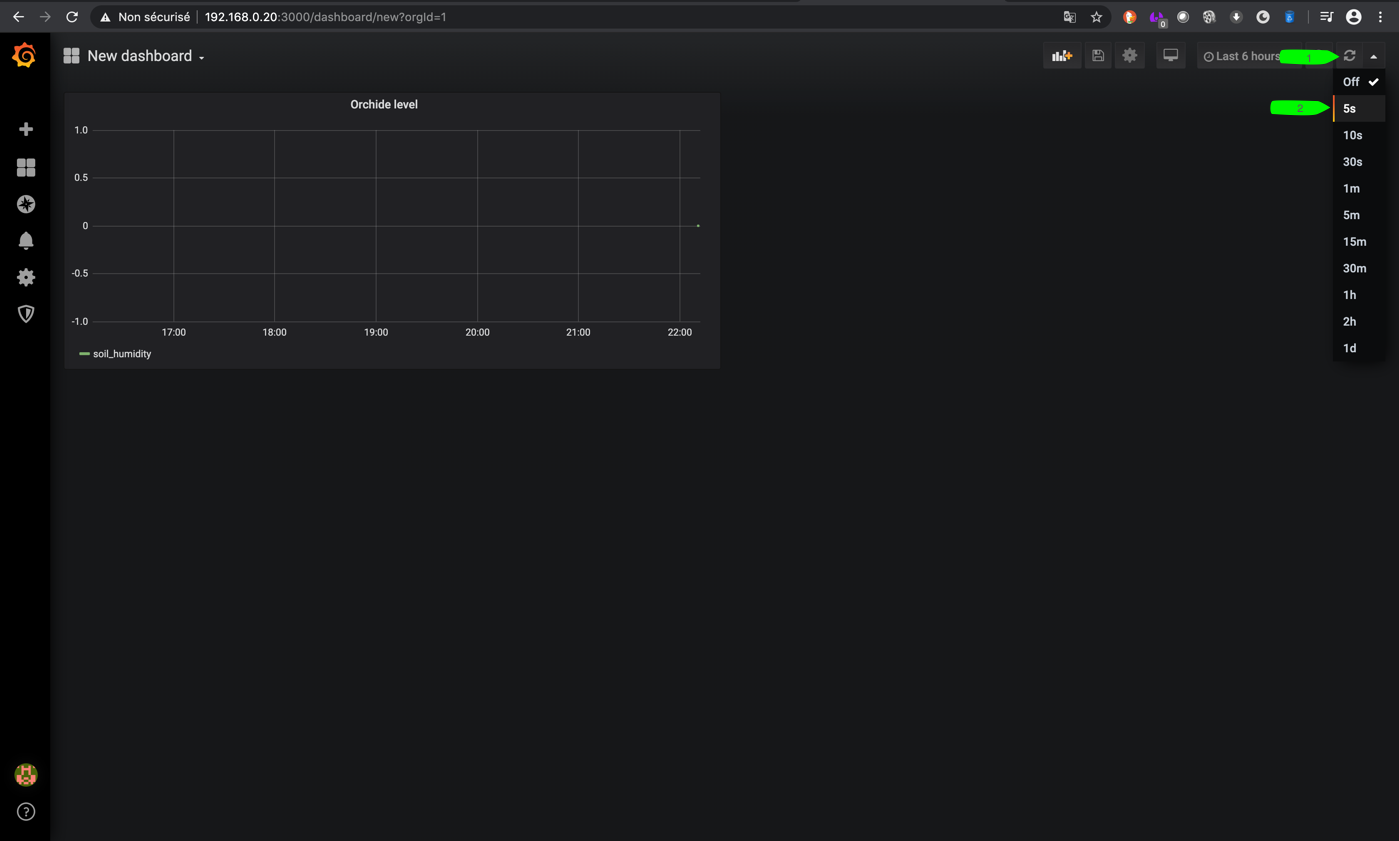 Non sécurisé 192.168.0.20:3000/dashboard/new?orgId=1 0
New dashboard
Last 6 hours 1
Off
2 5s
10s
30s
1m
5m
15m
30m
1h
2h
1d
Orchide level
1.0
0.5
0
-0.5
-1.0
17:00 18:00 19:00 20:00 21:00 22:00
soil_humidity
?